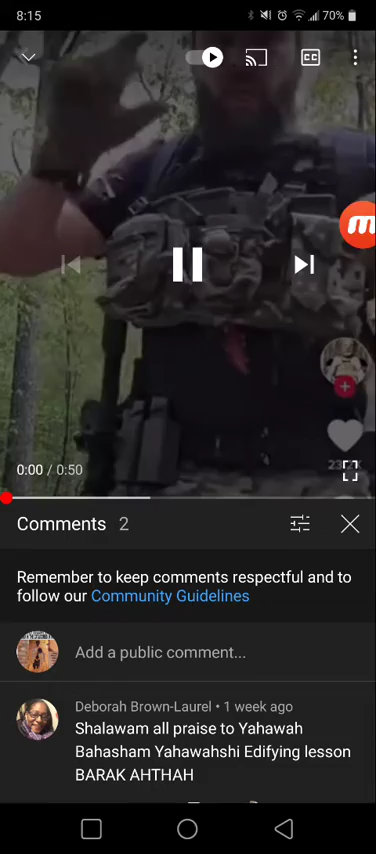 8:15
70%
CC
0:00 / 0:50
Comments 2
Remember to keep comments respectful and to
follow our Community Guidelines
Add a public comment...
Deborah Brown-Laurel • 1 week ago
Shalawam all praise to Yahawah
Bahasham Yahawahshi Edifying lesson
BARAK AHTHAH